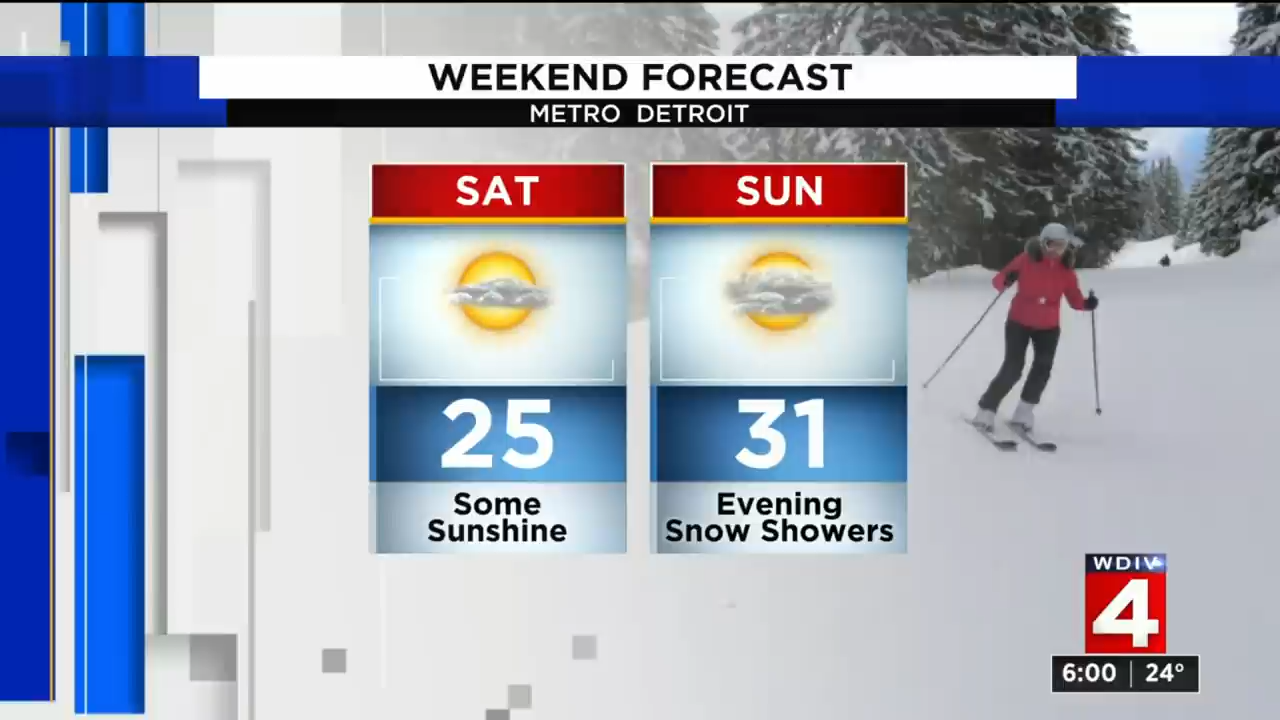 WEEKEND FORECAST
METRO DETROIT
SAT
SUN
25
31
Some
Sunshine
Evening
Snow Showers
WDIV
4
6:00 24°